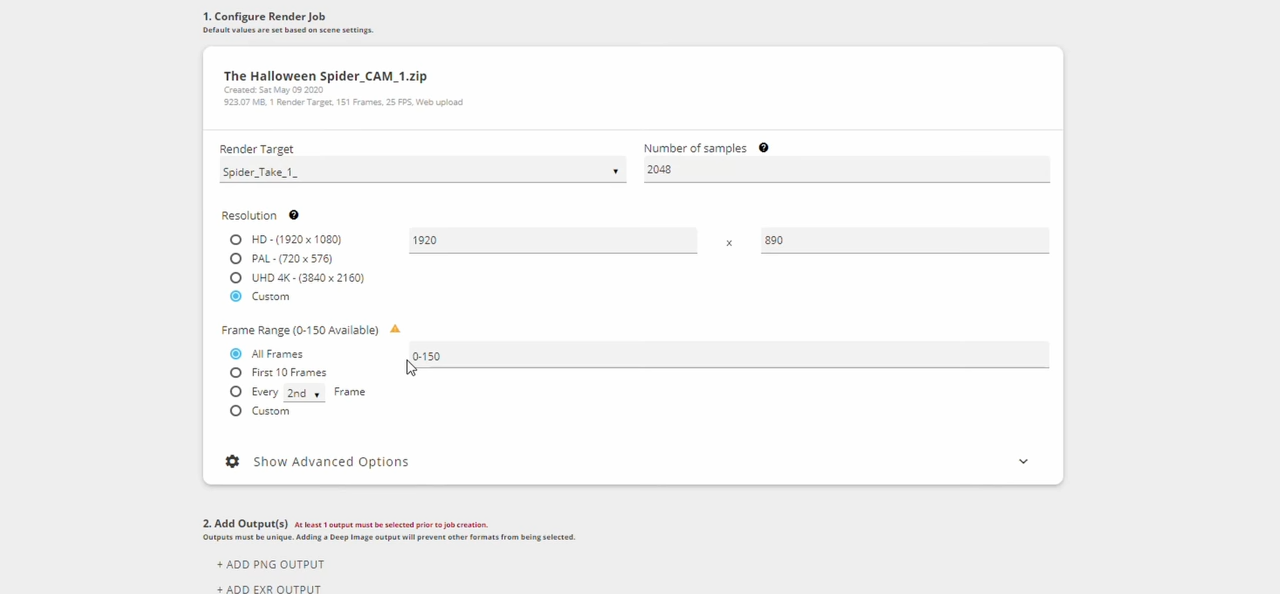 1. Configure Render Job
Default values are set based on scene settings.
The Halloween Spider_CAM_1.zip
Created: Sat May 09 2020
923.07 MB, 1 Render Target, 151 Frames, 25 FPS, Web upload
Render Target
Number of samples ?
Spider_Take_1_
2048
Resolution ?
HD - (1920 x 1080)
1920 x 890
PAL - (720 x 576)
UHD 4K - (3840 x 2160)
Custom
Frame Range (0-150 Available)
All Frames
0-150
First 10 Frames
Every 2nd Frame
Custom
Show Advanced Options
2. Add Output(s) At least 1 output must be selected prior to job creation.
Outputs must be unique. Adding a Deep Image output will prevent other formats from being selected.
+ ADD PNG OUTPUT
+ ADD EXR OUTPUT